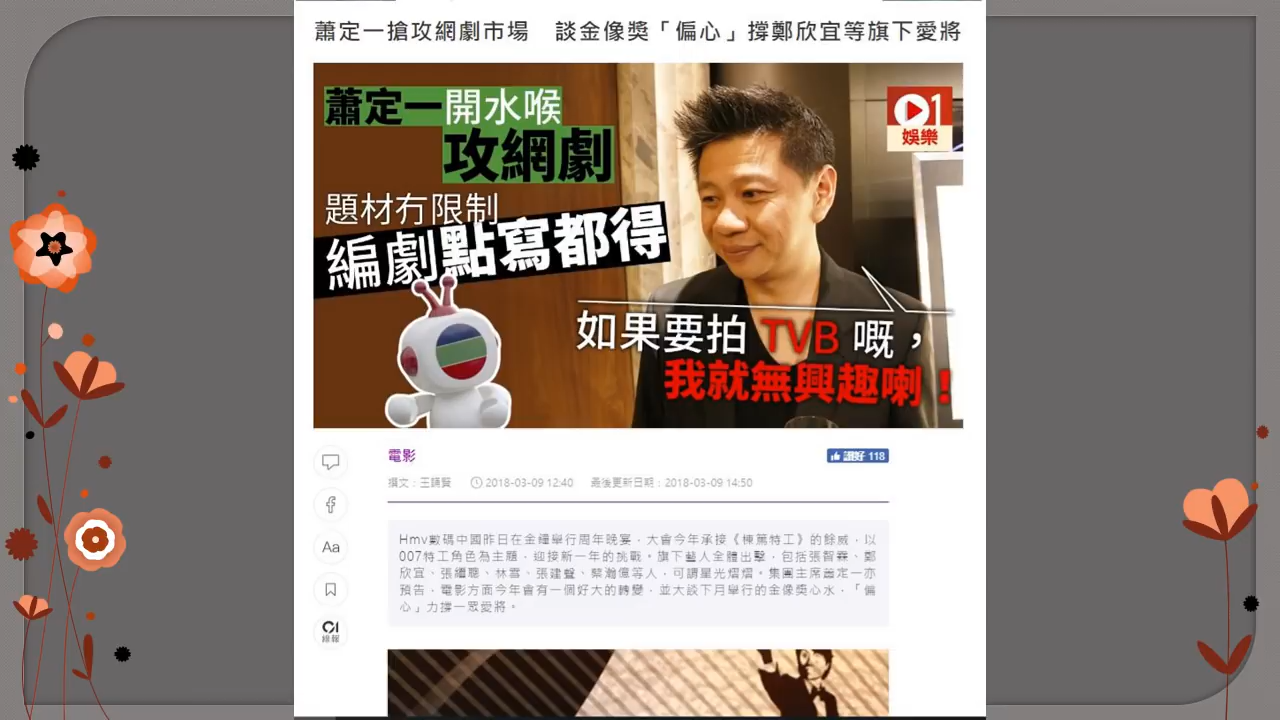 蕭定一搶攻網劇市場　談金像獎「偏心」撐鄭欣宜等旗下愛將
蕭定一開水喉
攻網劇
01
娛樂
題材冇限制
編劇點寫都得
如果要拍 TVB 嘅，
我就無興趣喇！
電影
讚好 118
撰文：王鏑賢 2018-03-09 12:40 最後更新日期：2018-03-09 14:50
Hmv數碼中國昨日在金鐘舉行周年晚宴，大會今年承接《棟篤特工》的餘威，以
007特工角色為主題，迎接新一年的挑戰。旗下藝人全體出擊，包括張智霖、鄭
欣宜、張繼聰、林雪、張建聲、蔡瀚億等人，可謂星光熠熠。集團主席蕭定一亦
預告，電影方面今年會有一個好大的轉變，並大談下月舉行的金像獎心水，「偏
心」力撐一眾愛將。
Aa
01
線報